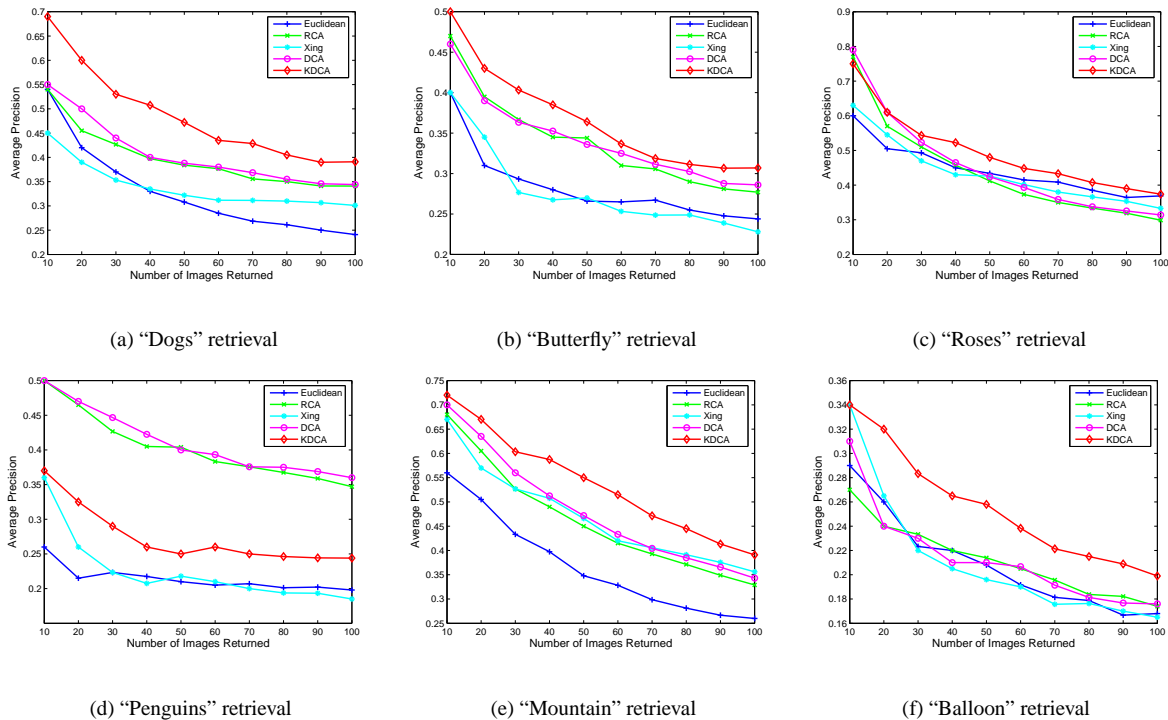 0.7
0.65
0.6
0.55
0.5
0.45
0.4
0.35
0.3
0.25
0.2
Average Precision
10 20 30 40 50 60 70 80 90 100
Number of Images Returned
Euclidean
RCA
Xing
DCA
KDCA
(a) “Dogs” retrieval
0.5
0.45
0.4
0.35
0.3
0.25
0.2
Average Precision
10 20 30 40 50 60 70 80 90 100
Number of Images Returned
Euclidean
RCA
Xing
DCA
KDCA
(b) “Butterfly” retrieval
0.9
0.8
0.7
0.6
0.5
0.4
0.3
0.2
Average Precision
10 20 30 40 50 60 70 80 90 100
Number of Images Returned
Euclidean
RCA
Xing
DCA
KDCA
(c) “Roses” retrieval
0.5
0.45
0.4
0.35
0.3
0.25
0.2
Average Precision
10 20 30 40 50 60 70 80 90 100
Number of Images Returned
Euclidean
RCA
Xing
DCA
KDCA
(d) “Penguins” retrieval
0.75
0.7
0.65
0.6
0.55
0.5
0.45
0.4
0.35
0.3
0.25
Average Precision
10 20 30 40 50 60 70 80 90 100
Number of Images Returned
Euclidean
RCA
Xing
DCA
KDCA
(e) “Mountain” retrieval
0.36
0.34
0.32
0.3
0.28
0.26
0.24
0.22
0.2
0.18
0.16
Average Precision
10 20 30 40 50 60 70 80 90 100
Number of Images Returned
Euclidean
RCA
Xing
DCA
KDCA
(f) “Balloon” retrieval